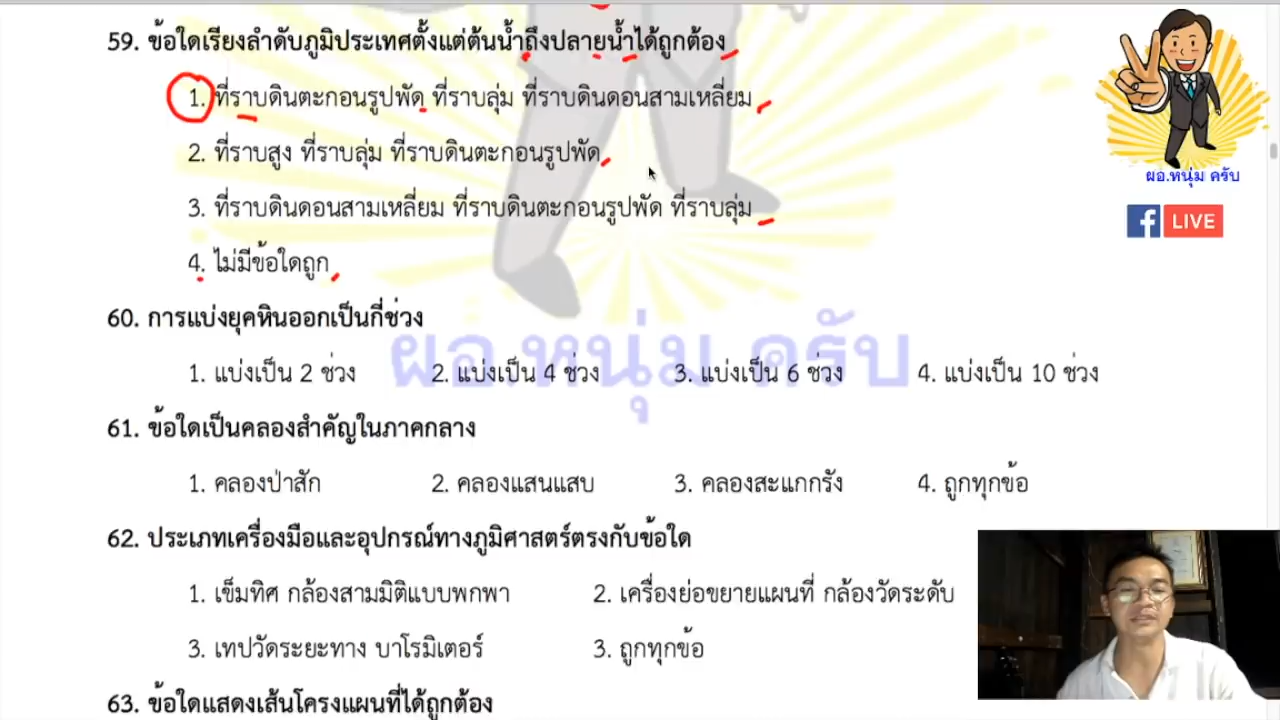 59. ข้อใดเรียงลำดับภูมิประเทศตั้งแต่ต้นน้ำถึงปลายน้ำได้ถูกต้อง
1. ที่ราบดินตะกอนรูปพัด ที่ราบลุ่ม ที่ราบดินดอนสามเหลี่ยม
2. ที่ราบสูง ที่ราบลุ่ม ที่ราบดินตะกอนรูปพัด
3. ที่ราบดินดอนสามเหลี่ยม ที่ราบดินตะกอนรูปพัด ที่ราบลุ่ม
4. ไม่มีข้อใดถูก
ผอ.หนุ่ม ครับ
LIVE
60. การแบ่งยุคหินออกเป็นกี่ช่วง
ผอ.หนุ่ม ครับ
1. แบ่งเป็น 2 ช่วง 2. แบ่งเป็น 4 ช่วง 3. แบ่งเป็น 6 ช่วง 4. แบ่งเป็น 10 ช่วง
61. ข้อใดเป็นคลองสำคัญในภาคกลาง
1. คลองป่าสัก 2. คลองแสนแสบ 3. คลองสะแกกรัง 4. ถูกทุกข้อ
62. ประเภทเครื่องมือและอุปกรณ์ทางภูมิศาสตร์ตรงกับข้อใด
1. เข็มทิศ กล้องสามมิติแบบพกพา 2. เครื่องย่อขยายแผนที่ กล้องวัดระดับ
3. เทปวัดระยะทาง บาโรมิเตอร์ 3. ถูกทุกข้อ
63. ข้อใดแสดงเส้นโครงแผนที่ได้ถูกต้อง